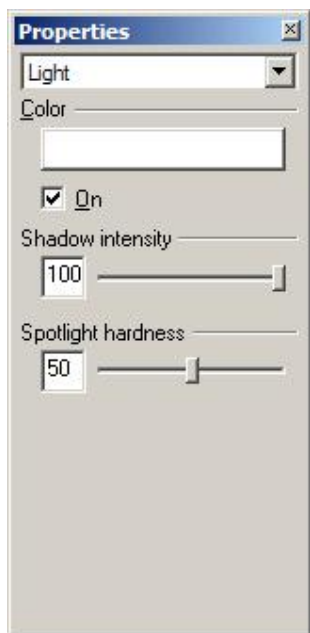 Properties
Light
Color
On
Shadow intensity
100
Spotlight hardness
50